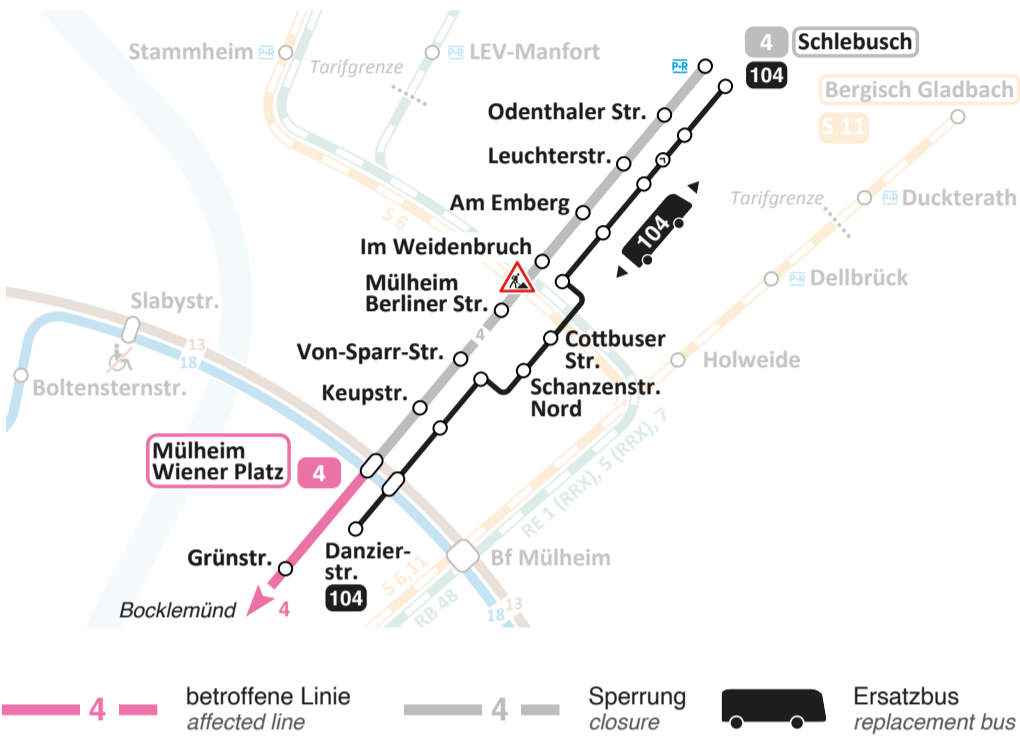 Stammheim P+R
P+R LEV-Manfort
Tarifgrenze
4 Schlebusch
P+R
104
Bergisch Gladbach
S 11
Odenthaler Str.
Leuchterstr.
Am Emberg
S 6
104
Tarifgrenze
P+R Duckterath
Im Weidenbruch
Mülheim
Berliner Str.
P+R Dellbrück
Slabystr.
13
18
4
Boltensternstr.
Von-Sparr-Str.
Cottbuser
Str.
Holweide
Keupstr.
Schanzenstr.
Nord
Mülheim
Wiener Platz
4
RE 1 (RRX), 5 (RRX), 7
Grünstr.
Danzier-
str.
104
Bf Mülheim
S 6,11
RB 48
13
18
Bocklemünd
4
4
betroffene Linie
affected line
4
Sperrung
closure
Ersatzbus
replacement bus